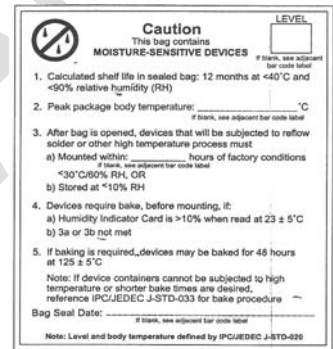 LEVEL
Caution
This bag contains
MOISTURE-SENSITIVE DEVICES
If blank, see adjacent
bar code label
1. Calculated shelf life in sealed bag: 12 months at <40°C and
<90% relative humidity (RH)
2. Peak package body temperature: ____________ °C
If blank, see adjacent bar code label
3. After bag is opened, devices that will be subjected to reflow
solder or other high temperature process must
a) Mounted within: ________ hours of factory conditions
If blank, see adjacent bar code label
<30°C/60% RH, OR
b) Stored at <10% RH
4. Devices require bake, before mounting, if:
a) Humidity Indicator Card is >10% when read at 23 ± 5°C
b) 3a or 3b not met
5. If baking is required, devices may be baked for 48 hours
at 125 ± 5°C
Note: If device containers cannot be subjected to high
temperature or shorter bake times are desired,
reference IPC/JEDEC J-STD-033 for bake procedure
Bag Seal Date: ____________
If blank, see adjacent bar code label
Note: Level and body temperature defined by IPC/JEDEC J-STD-020